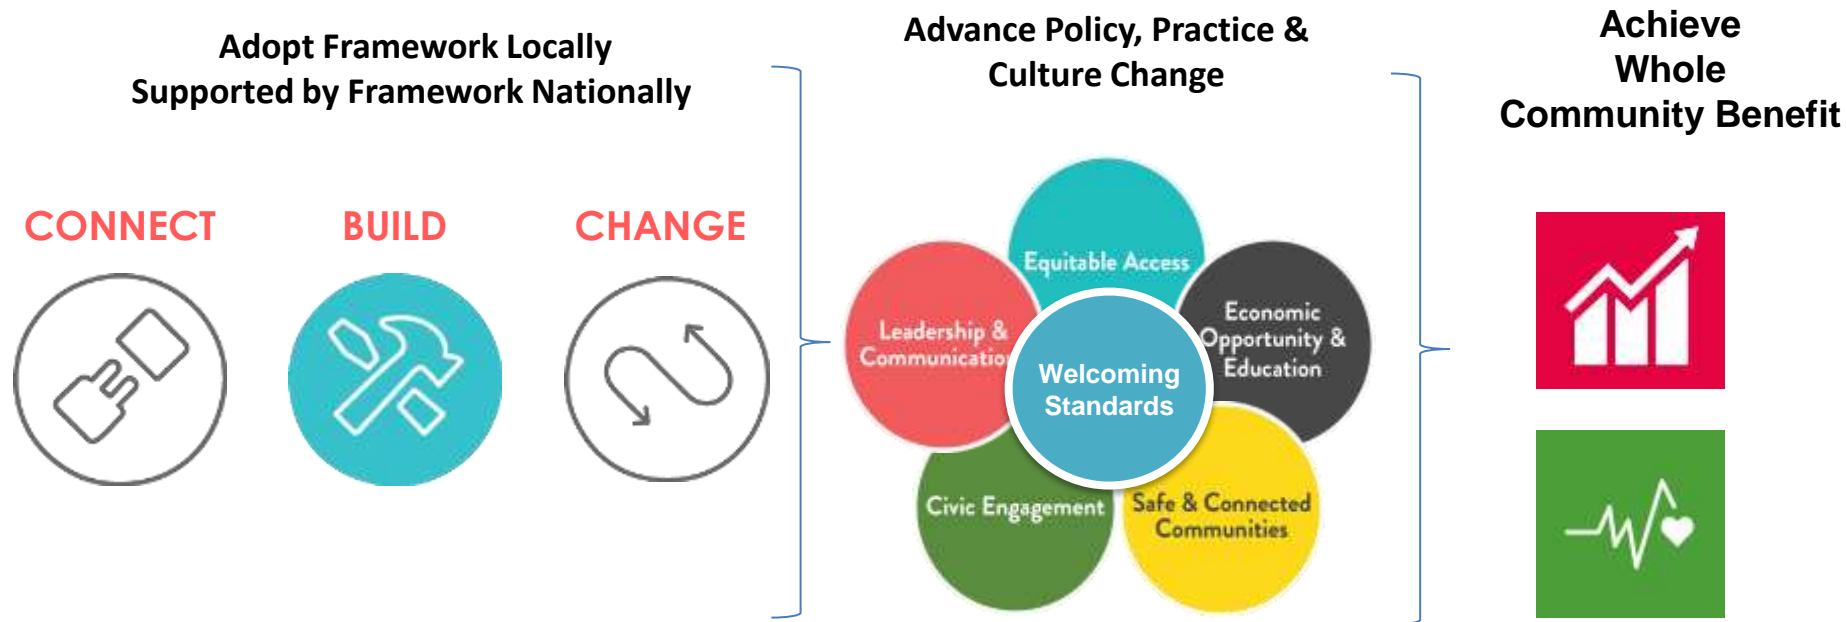 Adopt Framework Locally
Supported by Framework Nationally
CONNECT
BUILD
CHANGE
Advance Policy, Practice &
Culture Change
Equitable Access
Leadership &
Communication
Economic
Opportunity &
Education
Welcoming
Standards
Civic Engagement
Safe & Connected
Communities
Achieve
Whole
Community Benefit